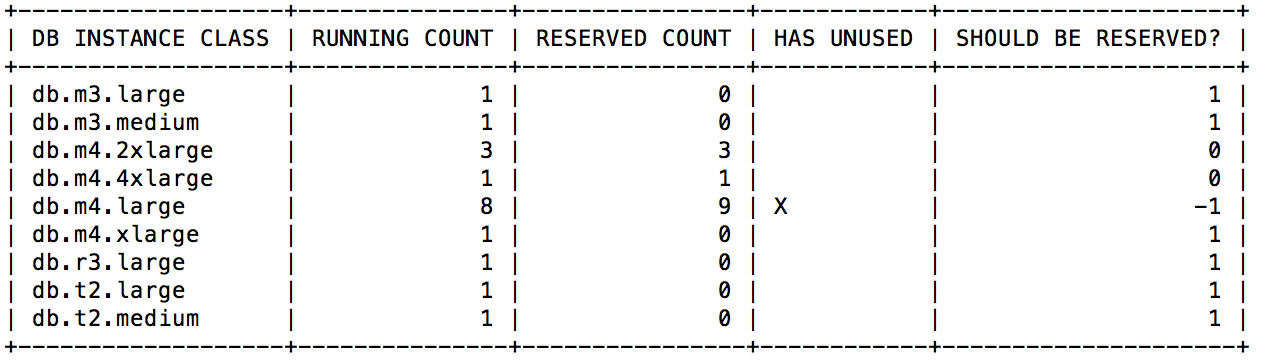 +--------------------+---------------+----------------+------------+---------------------+
| DB INSTANCE CLASS | RUNNING COUNT | RESERVED COUNT | HAS UNUSED | SHOULD BE RESERVED? |
+--------------------+---------------+----------------+------------+---------------------+
| db.m3.large       |             1 |              0 |            |                   1 |
| db.m3.medium      |             1 |              0 |            |                   1 |
| db.m4.2xlarge     |             3 |              3 |            |                   0 |
| db.m4.4xlarge     |             1 |              1 |            |                   0 |
| db.m4.large       |             8 |              9 | X          |                  -1 |
| db.m4.xlarge      |             1 |              0 |            |                   1 |
| db.r3.large       |             1 |              0 |            |                   1 |
| db.t2.large       |             1 |              0 |            |                   1 |
| db.t2.medium      |             1 |              0 |            |                   1 |
+--------------------+---------------+----------------+------------+---------------------+